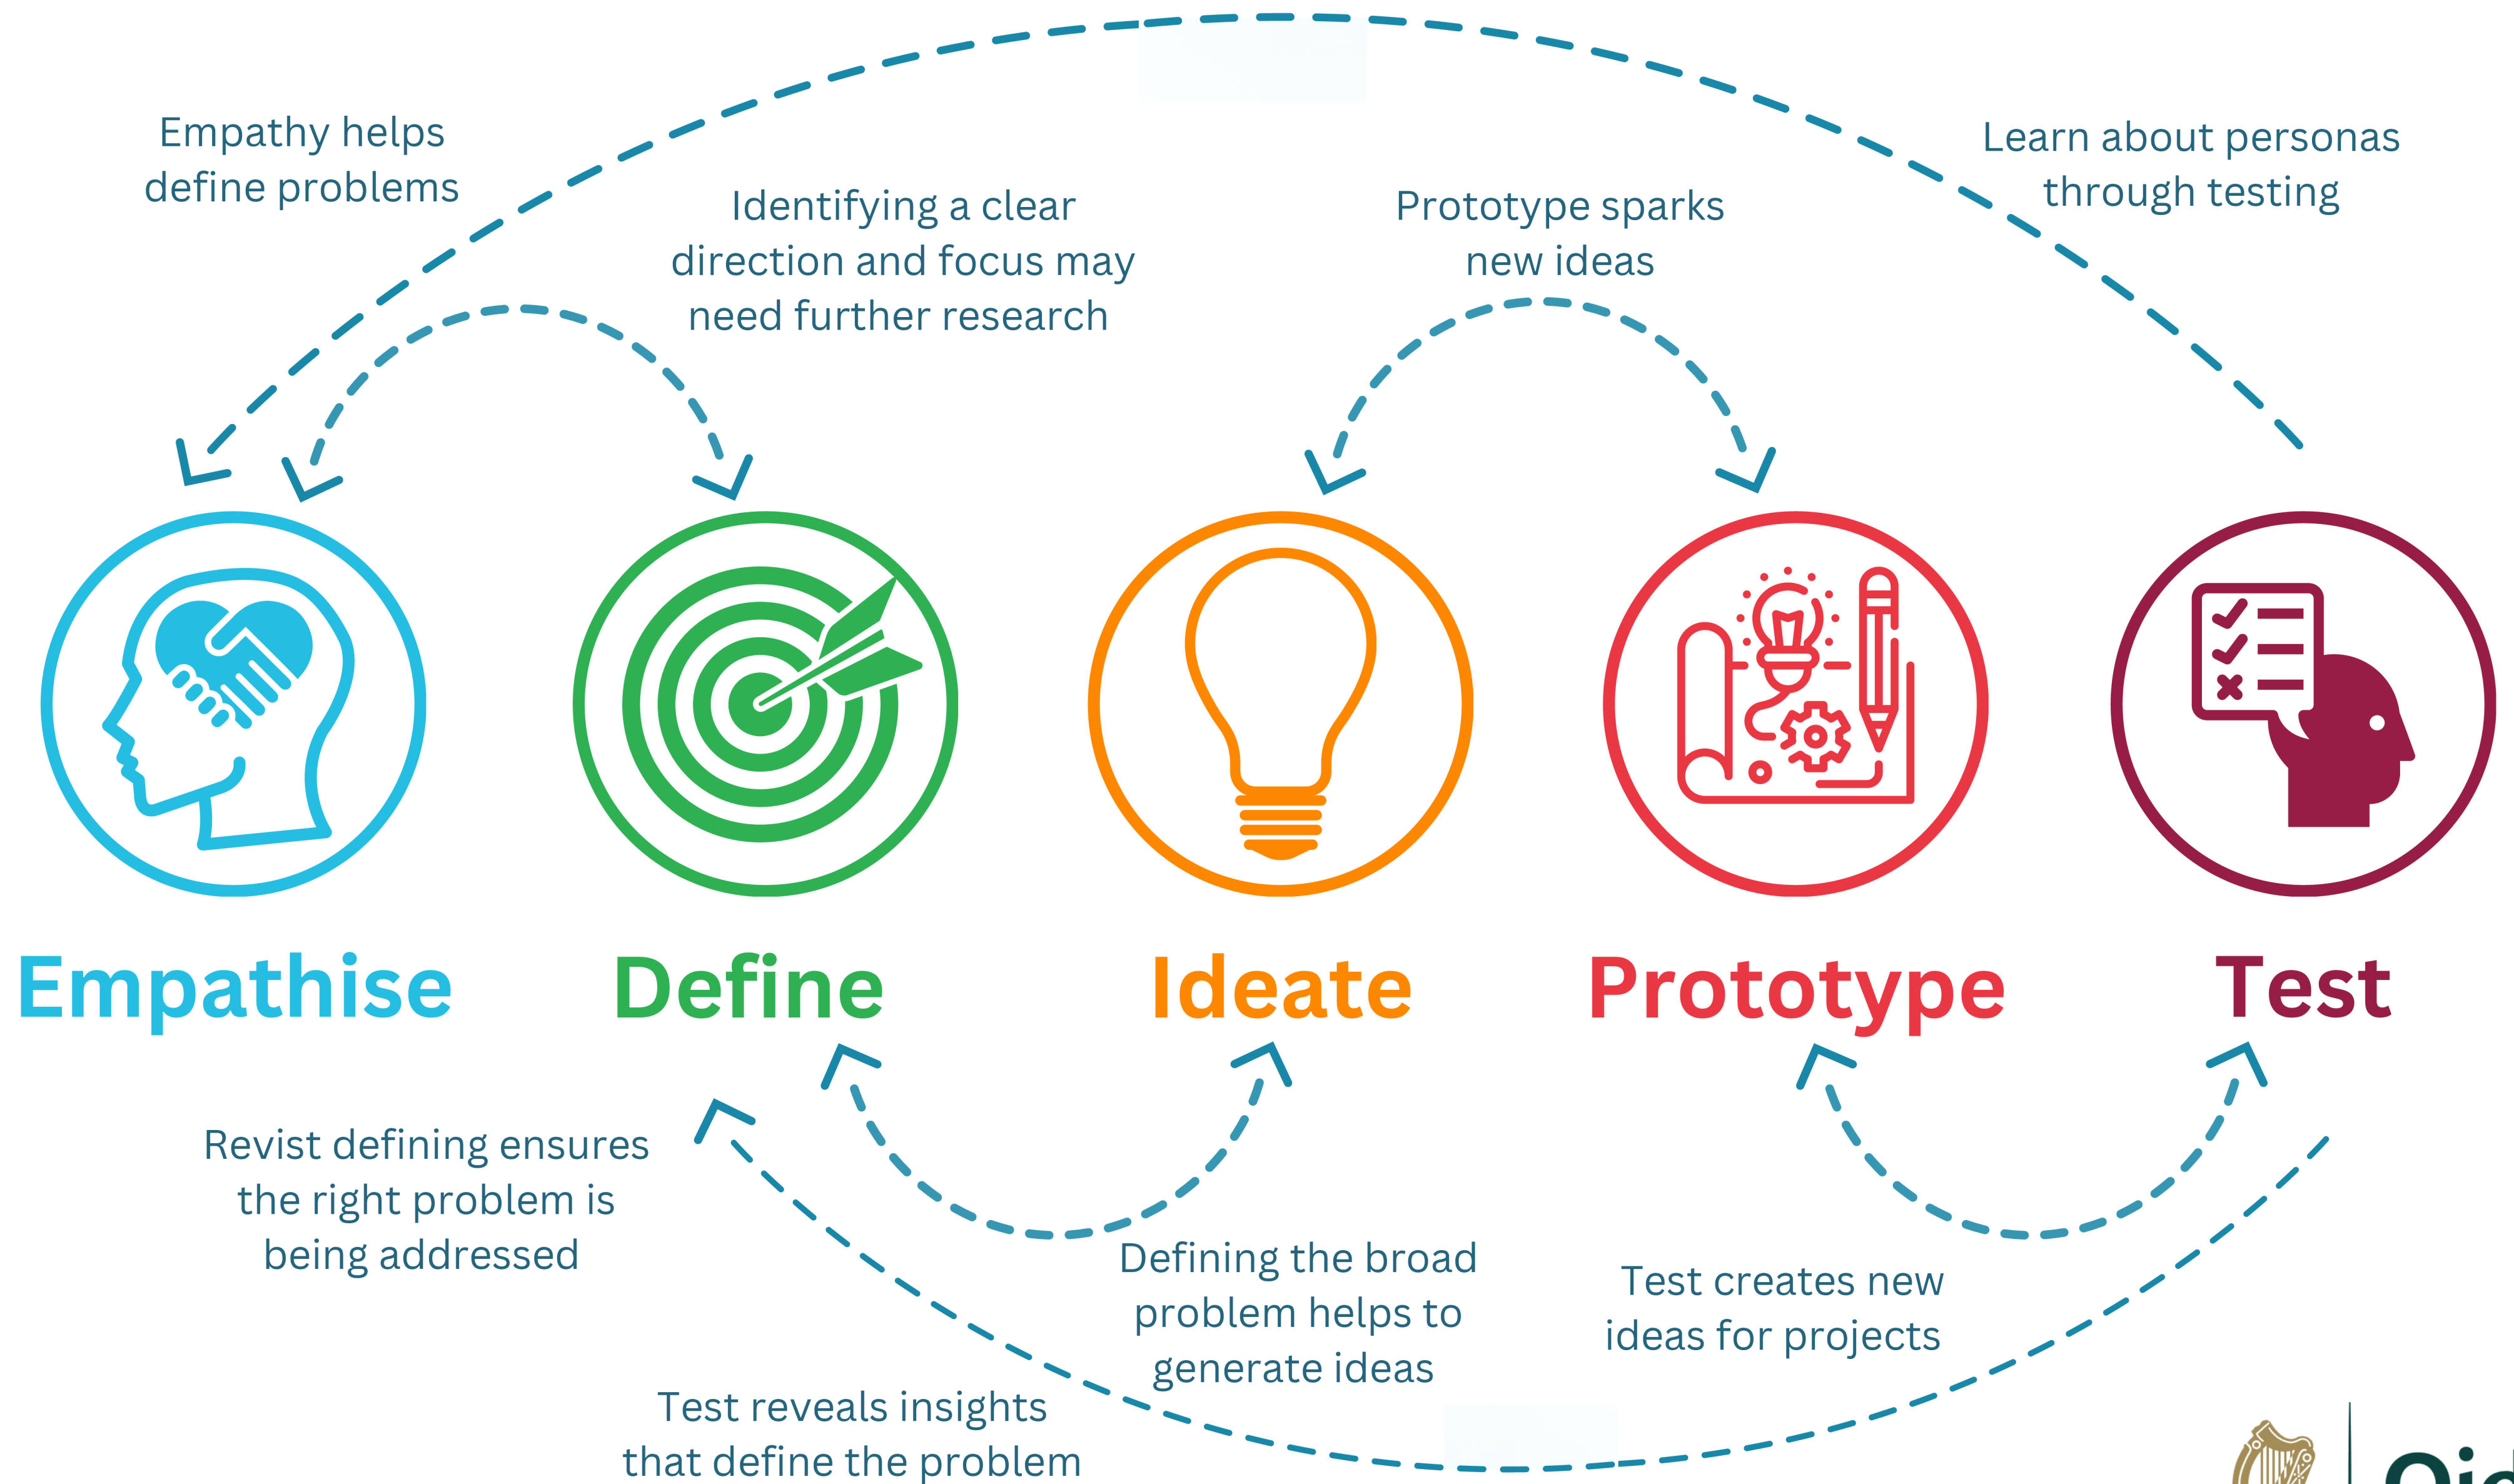 Empathy helps
define problems
Identifying a clear
direction and focus may
need further research
Prototype sparks
new ideas
Learn about personas
through testing
Empathise
Define
Ideate
Prototype
Test
Revist defining ensures
the right problem is
being addressed
Defining the broad
problem helps to
generate ideas
Test creates new
ideas for projects
Test reveals insights
that define the problem